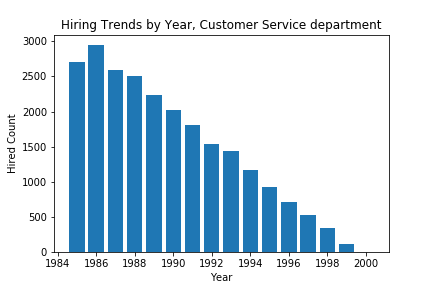 Hiring Trends by Year, Customer Service department
3000
2500
2000
1500
1000
500
0
Hired Count
1984 1986 1988 1990 1992 1994 1996 1998 2000
Year